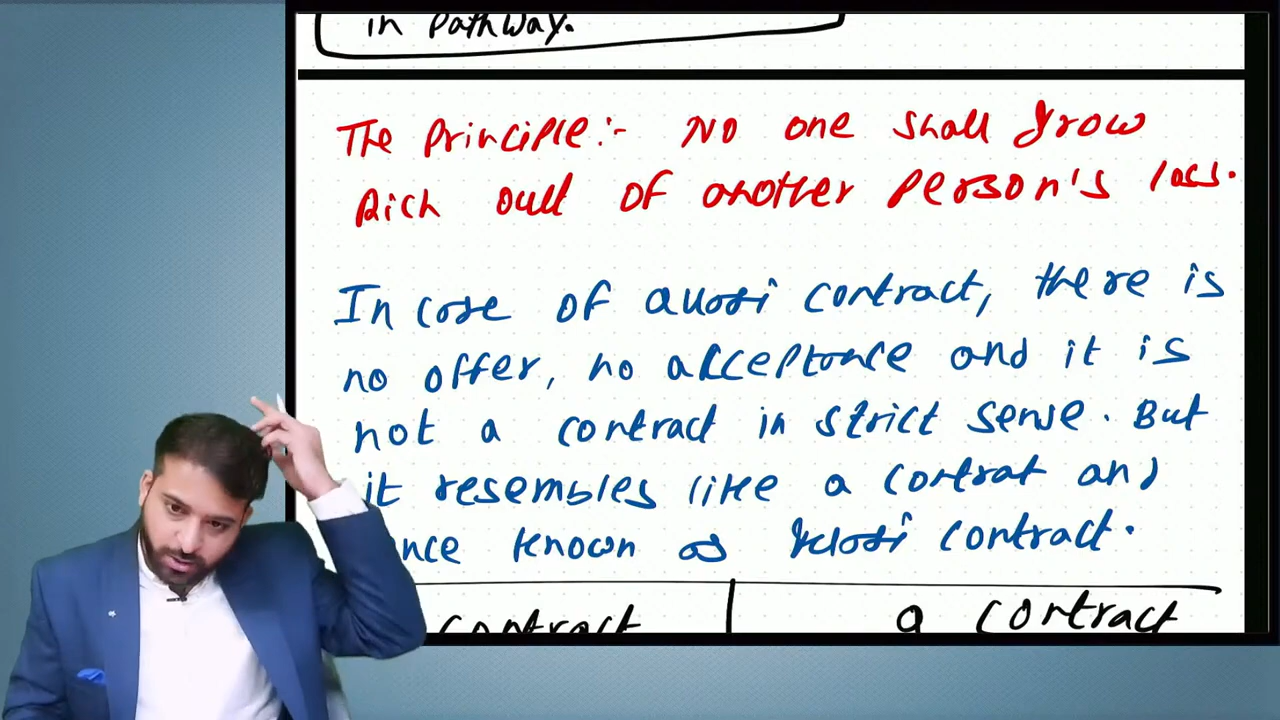 in Pathway.
The Principle:- No one shall grow
Rich out of another Person's loss.
In case of Quasi contract, there is
no offer, no acceptance and it is
not a contract in strict sense. But
it resembles like a contrat and
nce known as Quasi contract.
contract
a contract